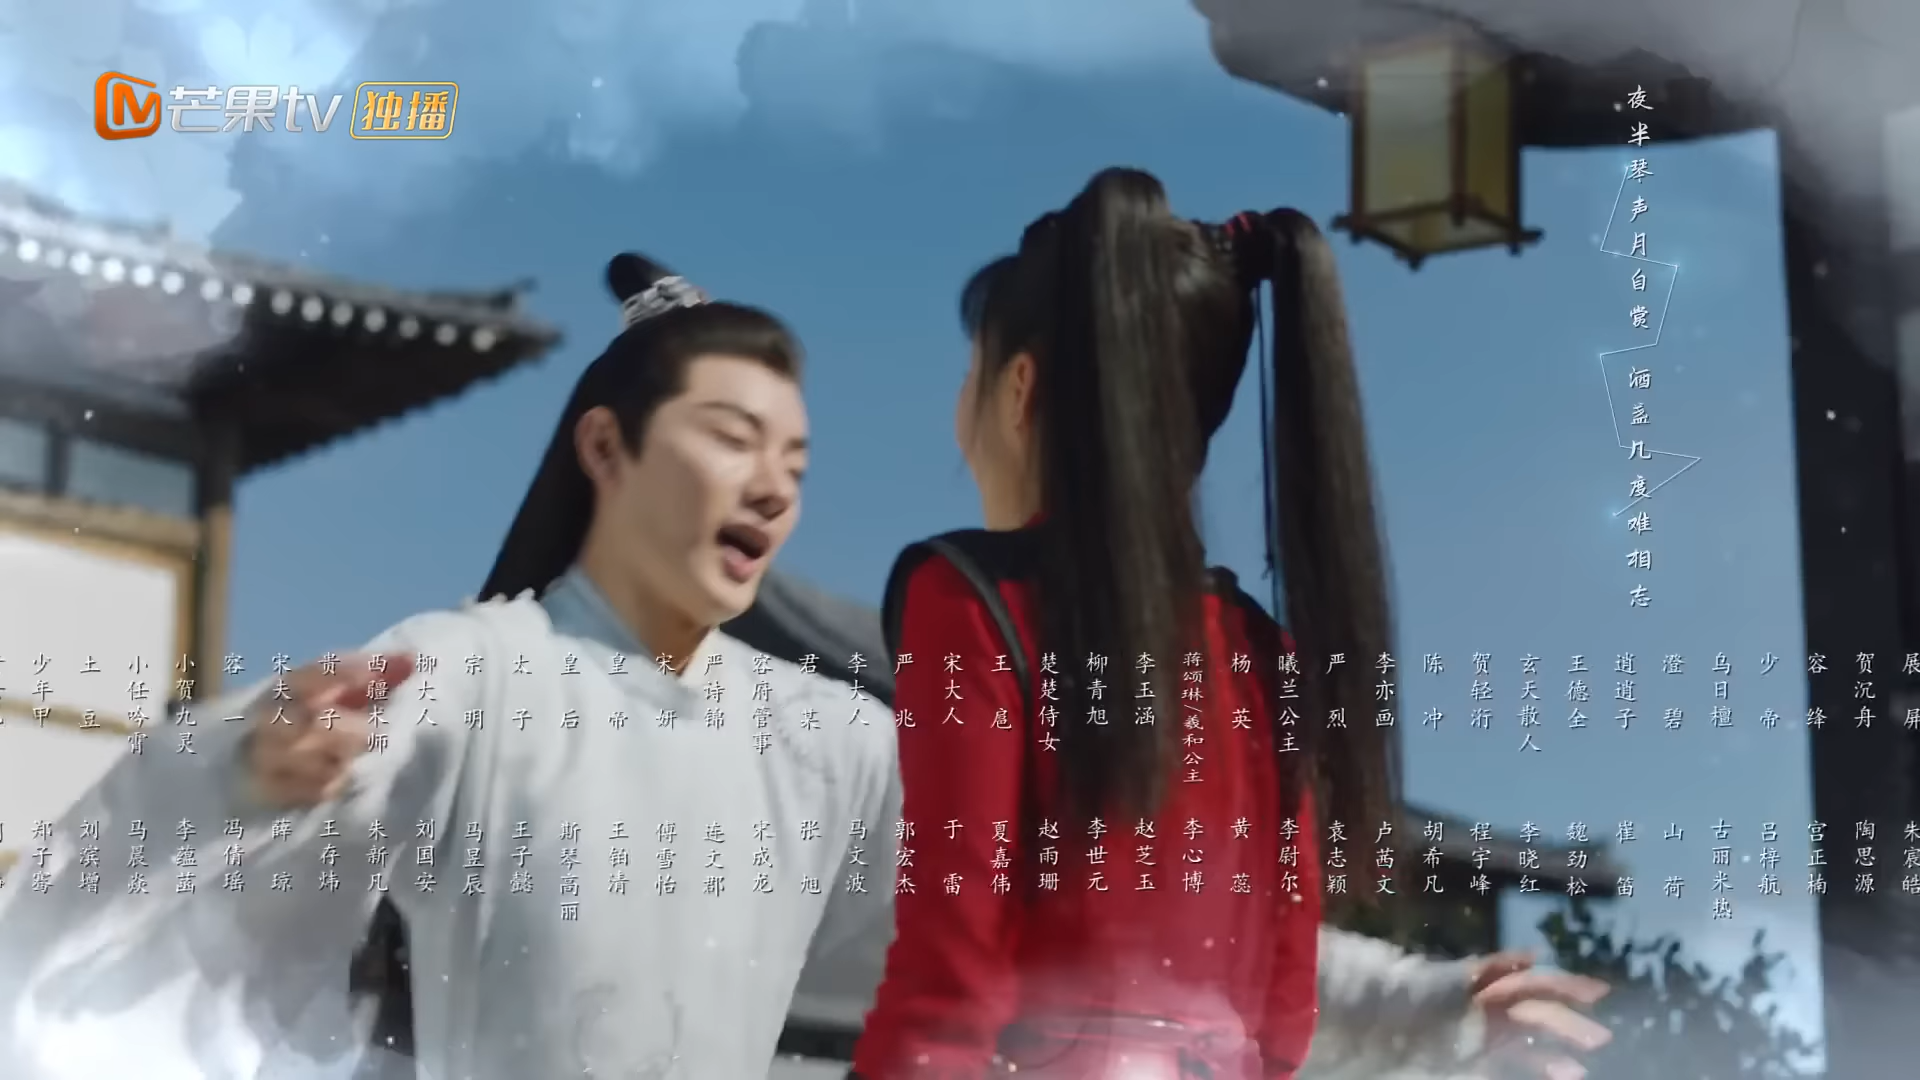 芒果tv 独播
夜半琴声月自赏
酒盏几度难相忘
展屏
贺沉舟
容绛
少帝
乌日檀
澄碧
逍逍子
王德全
玄天散人
贺轻洐
陈冲
李亦画
严烈
曦兰公主
杨英
蒋颂琳/羲和公主
李玉涵
柳青旭
楚楚侍女
王扈
宋大人
严兆
李大人
君某
容府管事
严诗锦
宋妍
皇帝
皇后
太子
宗明
柳大人
西疆术师
贵子
宋夫人
容一
小贺九灵
小任吟霄
土豆
少年甲
朱宸皓
陶思源
宫正楠
吕梓航
古丽米热
山荷
崔笛
魏劲松
李晓红
程宇峰
胡希凡
卢茜文
袁志颖
李尉尔
黄蕊
李心博
赵芝玉
李世元
赵雨珊
夏嘉伟
于雷
郭宏杰
马文波
张旭
宋成龙
连文郡
傅雪怡
王铂清
斯琴高丽
王子懿
马昱辰
刘国安
朱新凡
王存炜
薛琼
冯倩瑶
李蕴菡
马晨焱
刘滨增
郑子骞